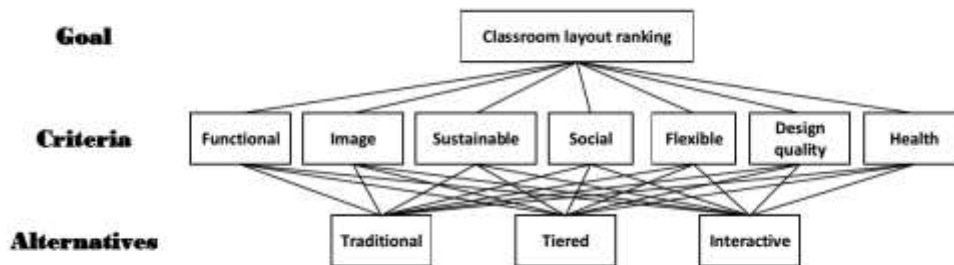 Goal
Classroom layout ranking
Criteria
Functional
Image
Sustainable
Social
Flexible
Design
quality
Health
Alternatives
Traditional
Tiered
Interactive